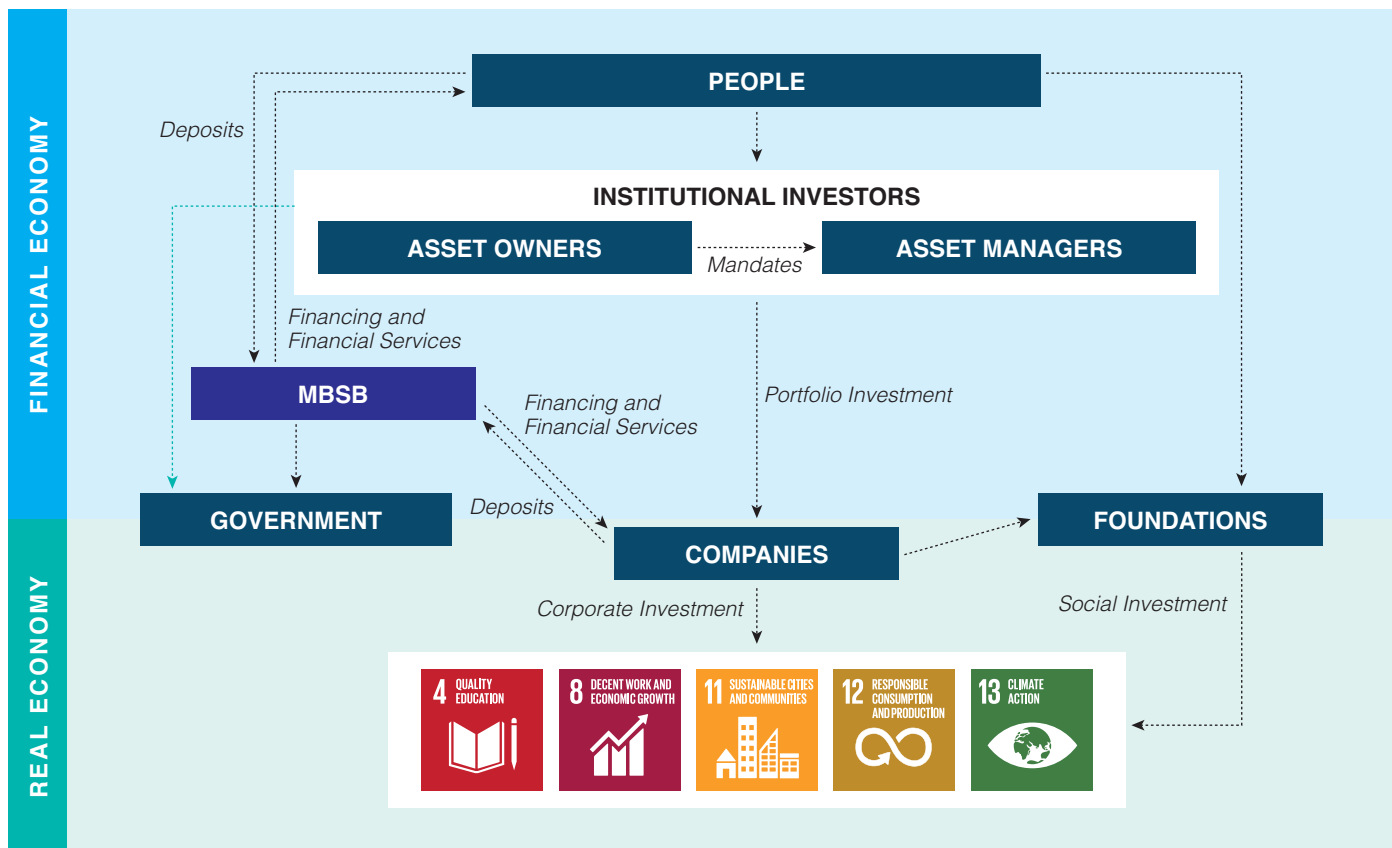 FINANCIAL ECONOMY
PEOPLE
Deposits
INSTITUTIONAL INVESTORS
ASSET OWNERS
Mandates
ASSET MANAGERS
Financing and
Financial Services
MBSB
Financing and
Financial Services
Portfolio Investment
Deposits
GOVERNMENT
COMPANIES
FOUNDATIONS
REAL ECONOMY
Corporate Investment
Social Investment
4 QUALITY
EDUCATION
8 DECENT WORK AND
ECONOMIC GROWTH
11 SUSTAINABLE CITIES
AND COMMUNITIES
12 RESPONSIBLE
CONSUMPTION
AND PRODUCTION
13 CLIMATE
ACTION